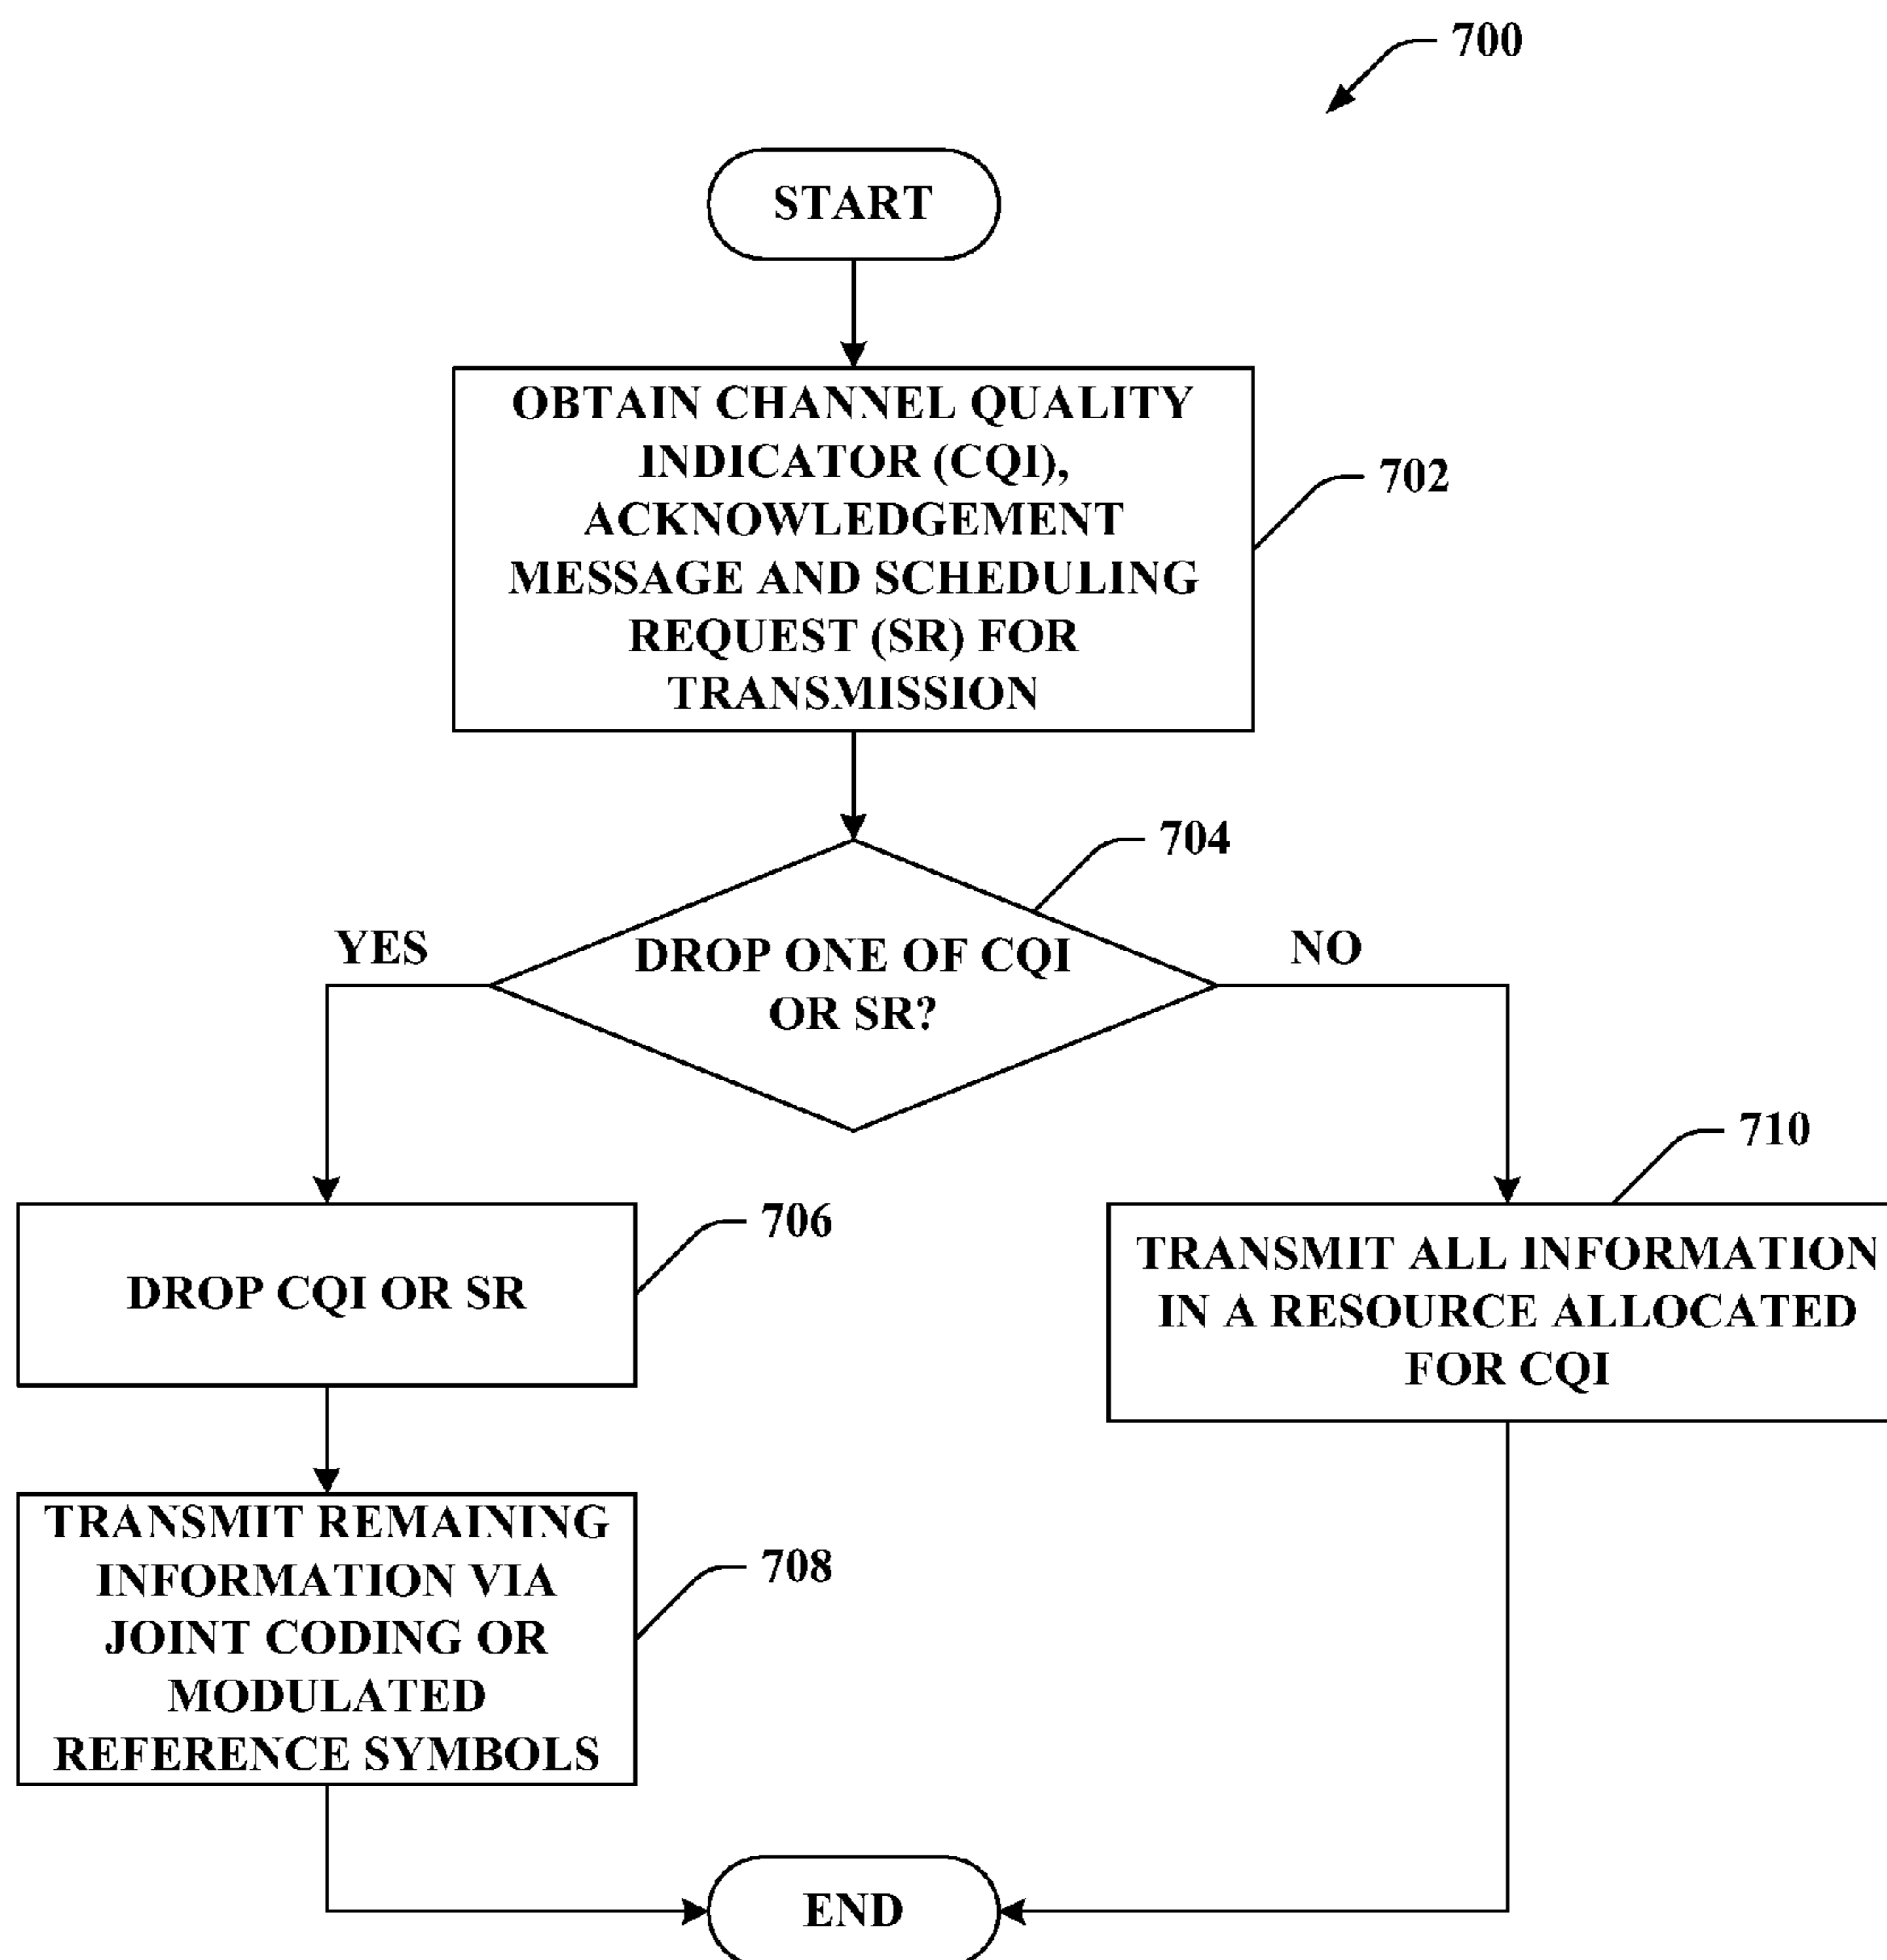 700
START
OBTAIN CHANNEL QUALITY
INDICATOR (CQI),
ACKNOWLEDGEMENT
MESSAGE AND SCHEDULING
REQUEST (SR) FOR
TRANSMISSION
702
704
DROP ONE OF CQI
OR SR?
YES
NO
706
DROP CQI OR SR
710
TRANSMIT ALL INFORMATION
IN A RESOURCE ALLOCATED
FOR CQI
TRANSMIT REMAINING
INFORMATION VIA
JOINT CODING OR
MODULATED
REFERENCE SYMBOLS
708
END